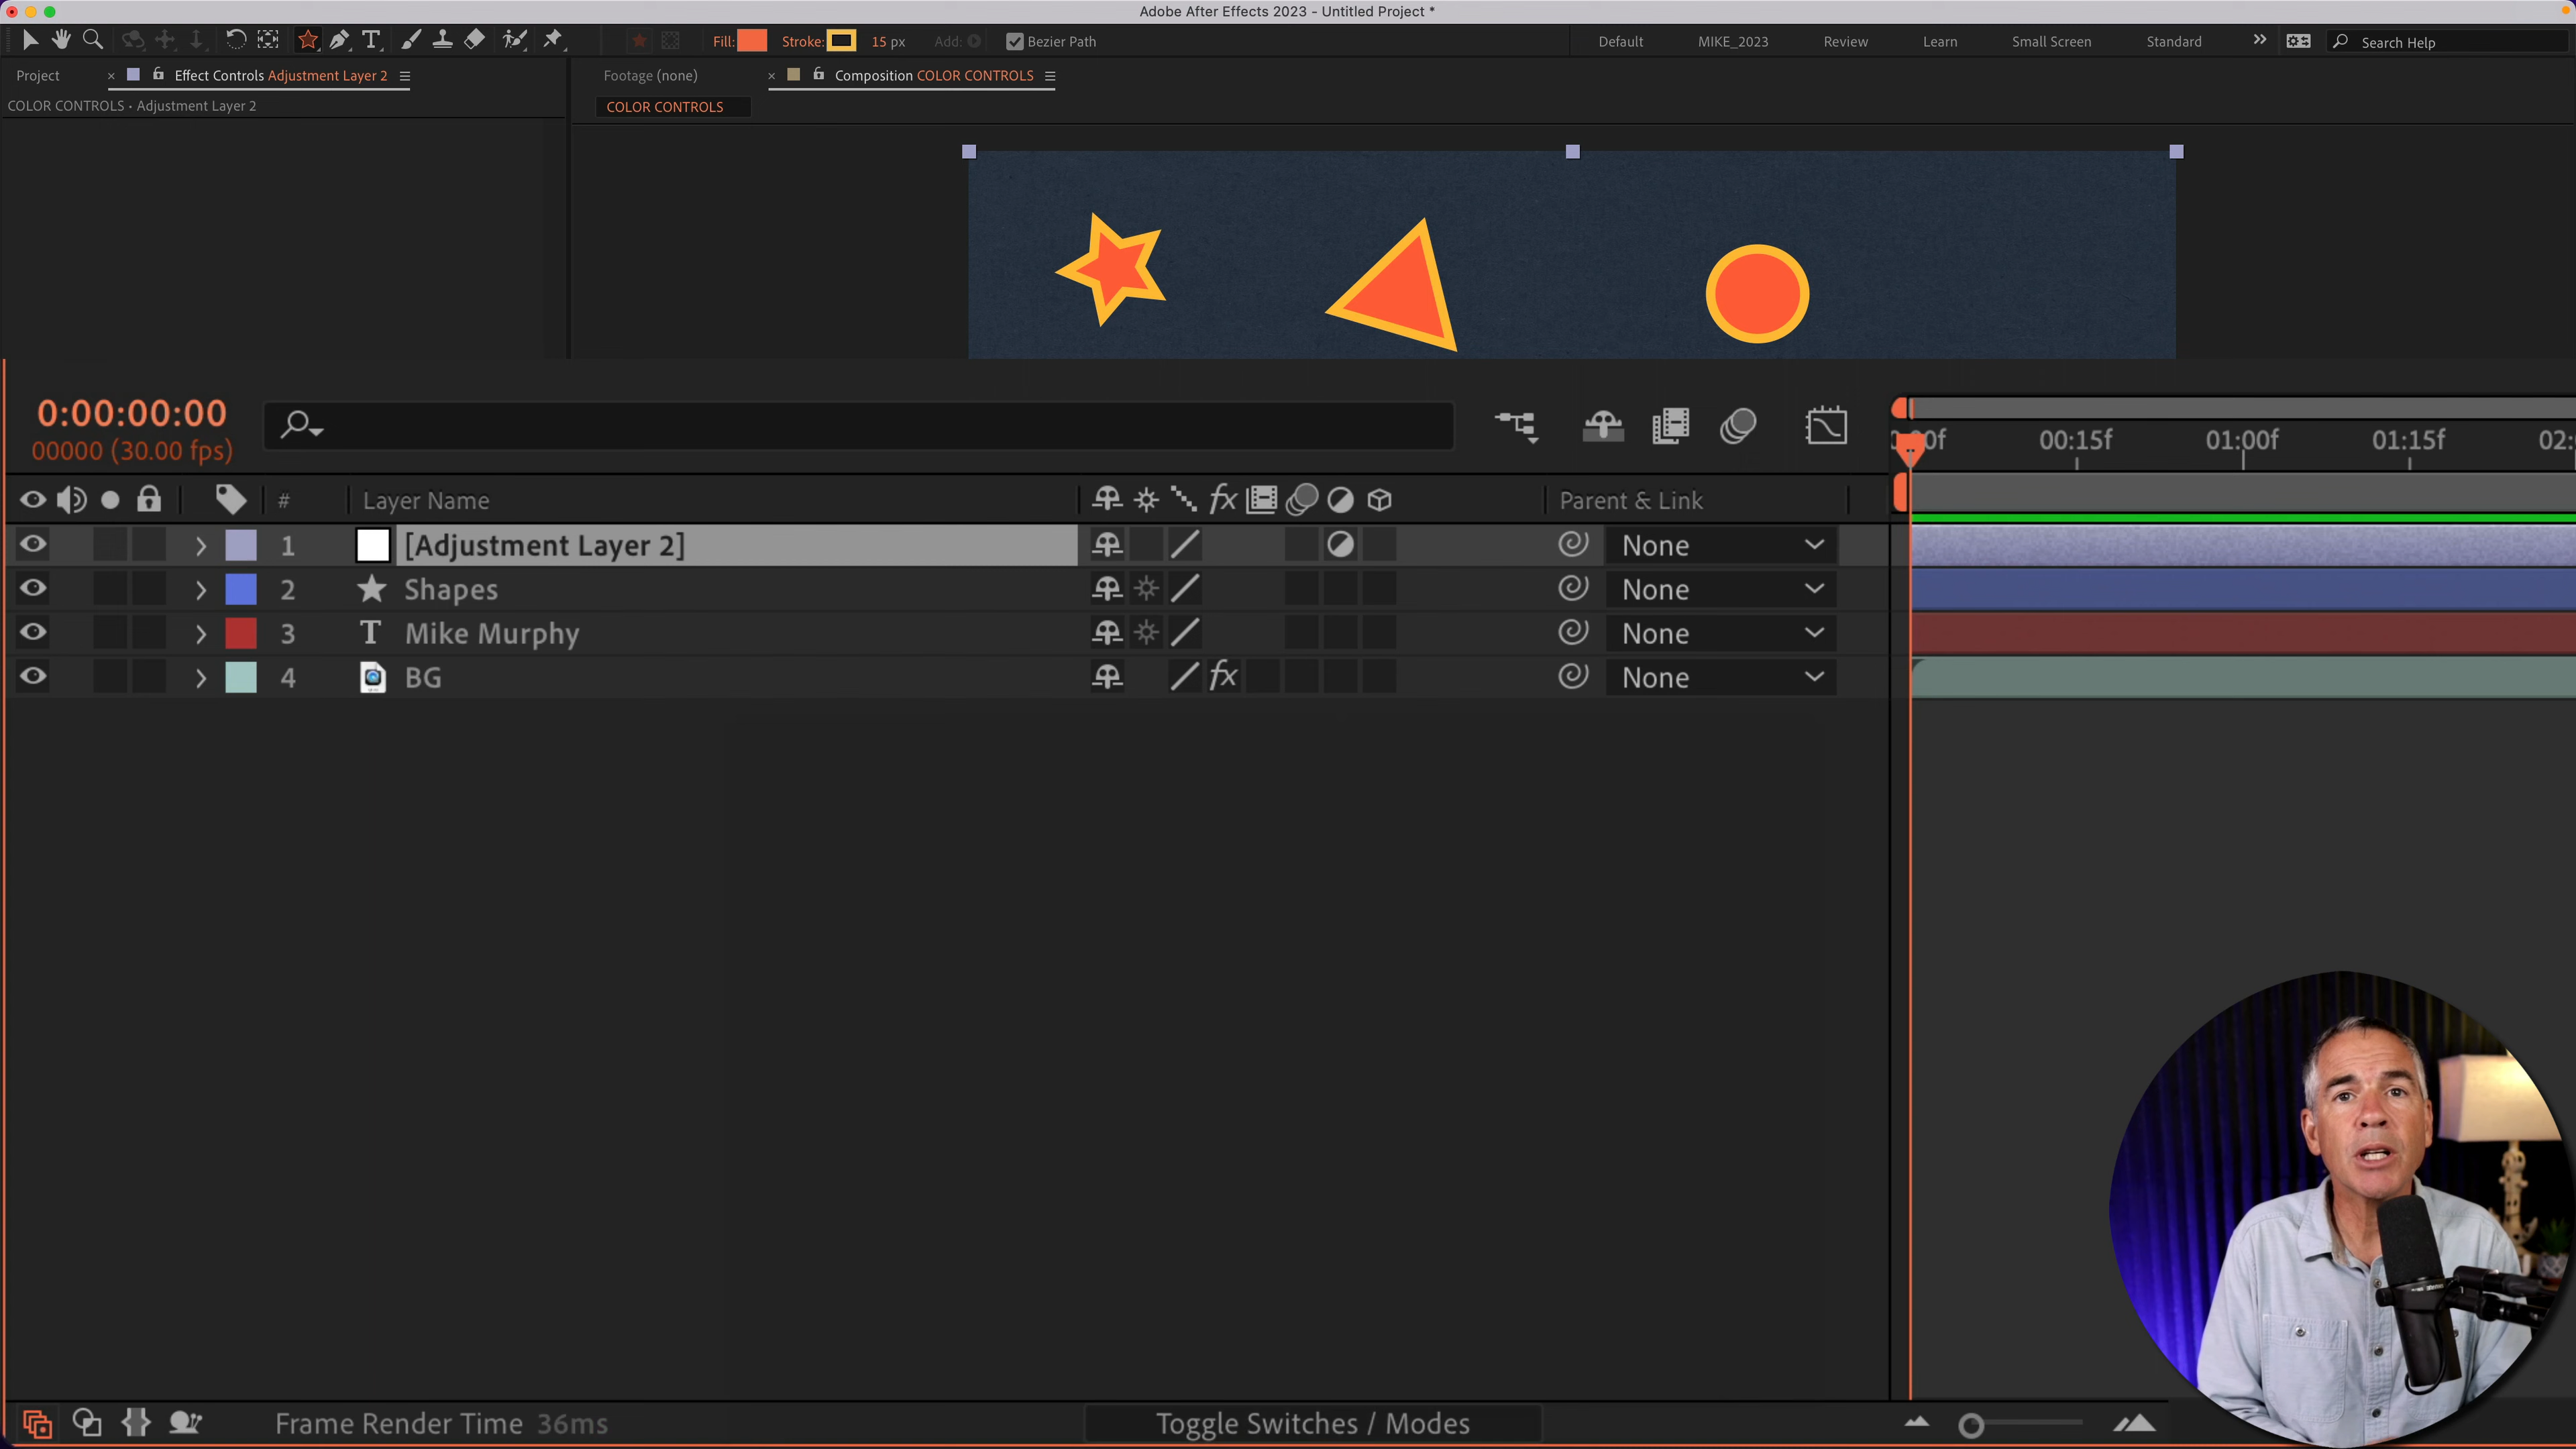 Adobe After Effects 2023 - Untitled Project *
Fill: Stroke: 15 px Add: Bezier Path Default MIKE_2023 Review Learn Small Screen Standard Search Help
Project Effect Controls Adjustment Layer 2 Footage (none) Composition COLOR CONTROLS
COLOR CONTROLS • Adjustment Layer 2 COLOR CONTROLS
0:00:00:00
00000 (30.00 fps)
00:15f 01:00f 01:15f
# Layer Name fx Parent & Link
1 [Adjustment Layer 2] None
2 Shapes None
3 T Mike Murphy None
4 BG fx None
Frame Render Time 36ms Toggle Switches / Modes